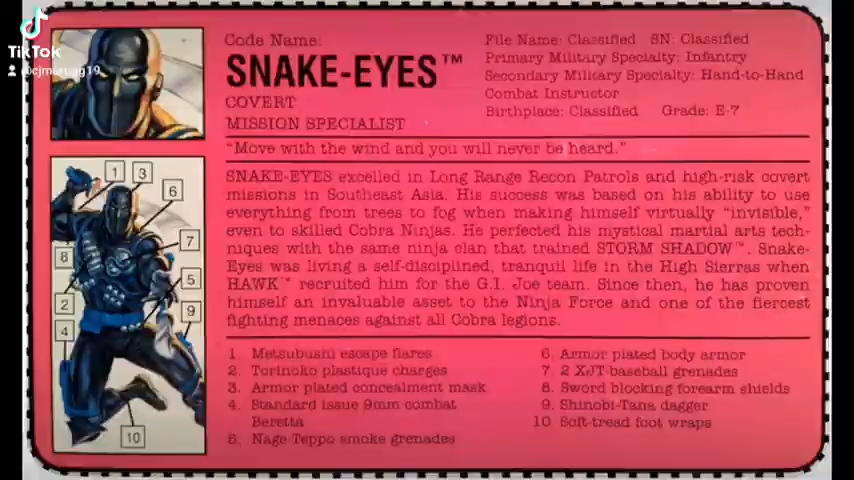 TikTok
Code Name:
SNAKE-EYES™
COVERT
MISSION SPECIALIST
File Name: Classified SN: Classified
Primary Military Specialty: Infantry
Secondary Military Specialty: Hand-to-Hand
Combat Instructor
Birthplace: Classified Grade: E-7
"Move with the wind and you will never be heard."
SNAKE-EYES excelled in Long Range Recon Patrols and high-risk covert
missions in Southeast Asia. His success was based on his ability to use
everything from trees to fog when making himself virtually "invisible,"
even to skilled Cobra Ninjas. He perfected his mystical martial arts tech-
niques with the same ninja clan that trained STORM SHADOW™. Snake-
Eyes was living a self-disciplined, tranquil life in the High Sierras when
HAWK™ recruited him for the G.I. Joe team. Since then, he has proven
himself an invaluable asset to the Ninja Force and one of the fiercest
fighting menaces against all Cobra legions.
1
3
6
7
8
5
2
9
4
10
1. Metsubushi escape flares
2. Torinoko plastique charges
3. Armor plated concealment mask
4. Standard issue 9mm combat
Beretta
5. Nage-Teppo smoke grenades
6. Armor plated body armor
7. 2 XJT-baseball grenades
8. Sword blocking forearm shields
9. Shinobi-Tana dagger
10. Soft-tread foot wraps